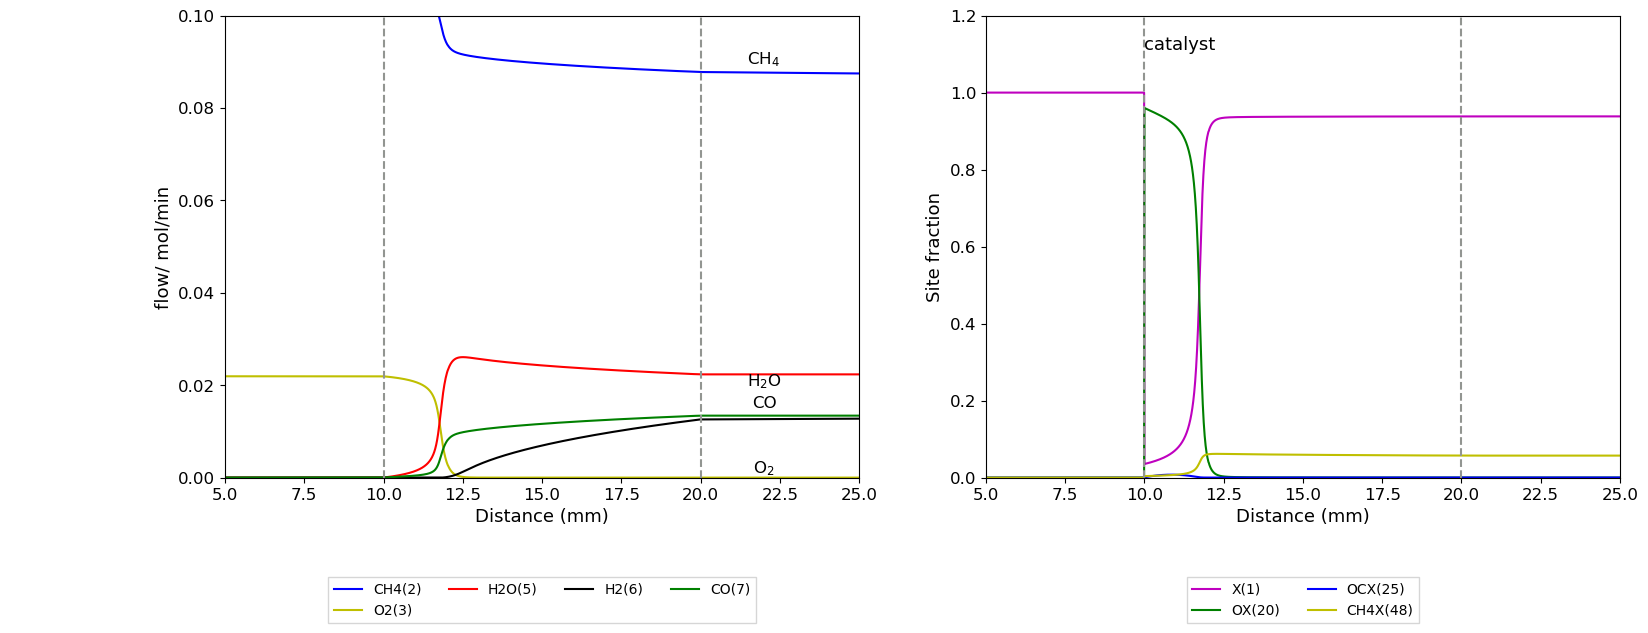 0.10
0.08
0.06
0.04
0.02
0.00
flow/ mol/min
CH₄
H₂O
CO
O₂
5.0 7.5 10.0 12.5 15.0 17.5 20.0 22.5 25.0
Distance (mm)
CH4(2) H2O(5) H2(6) CO(7)
O2(3)
1.2
1.0
0.8
0.6
0.4
0.2
0.0
Site fraction
catalyst
5.0 7.5 10.0 12.5 15.0 17.5 20.0 22.5 25.0
Distance (mm)
X(1) OCX(25)
OX(20) CH4X(48)